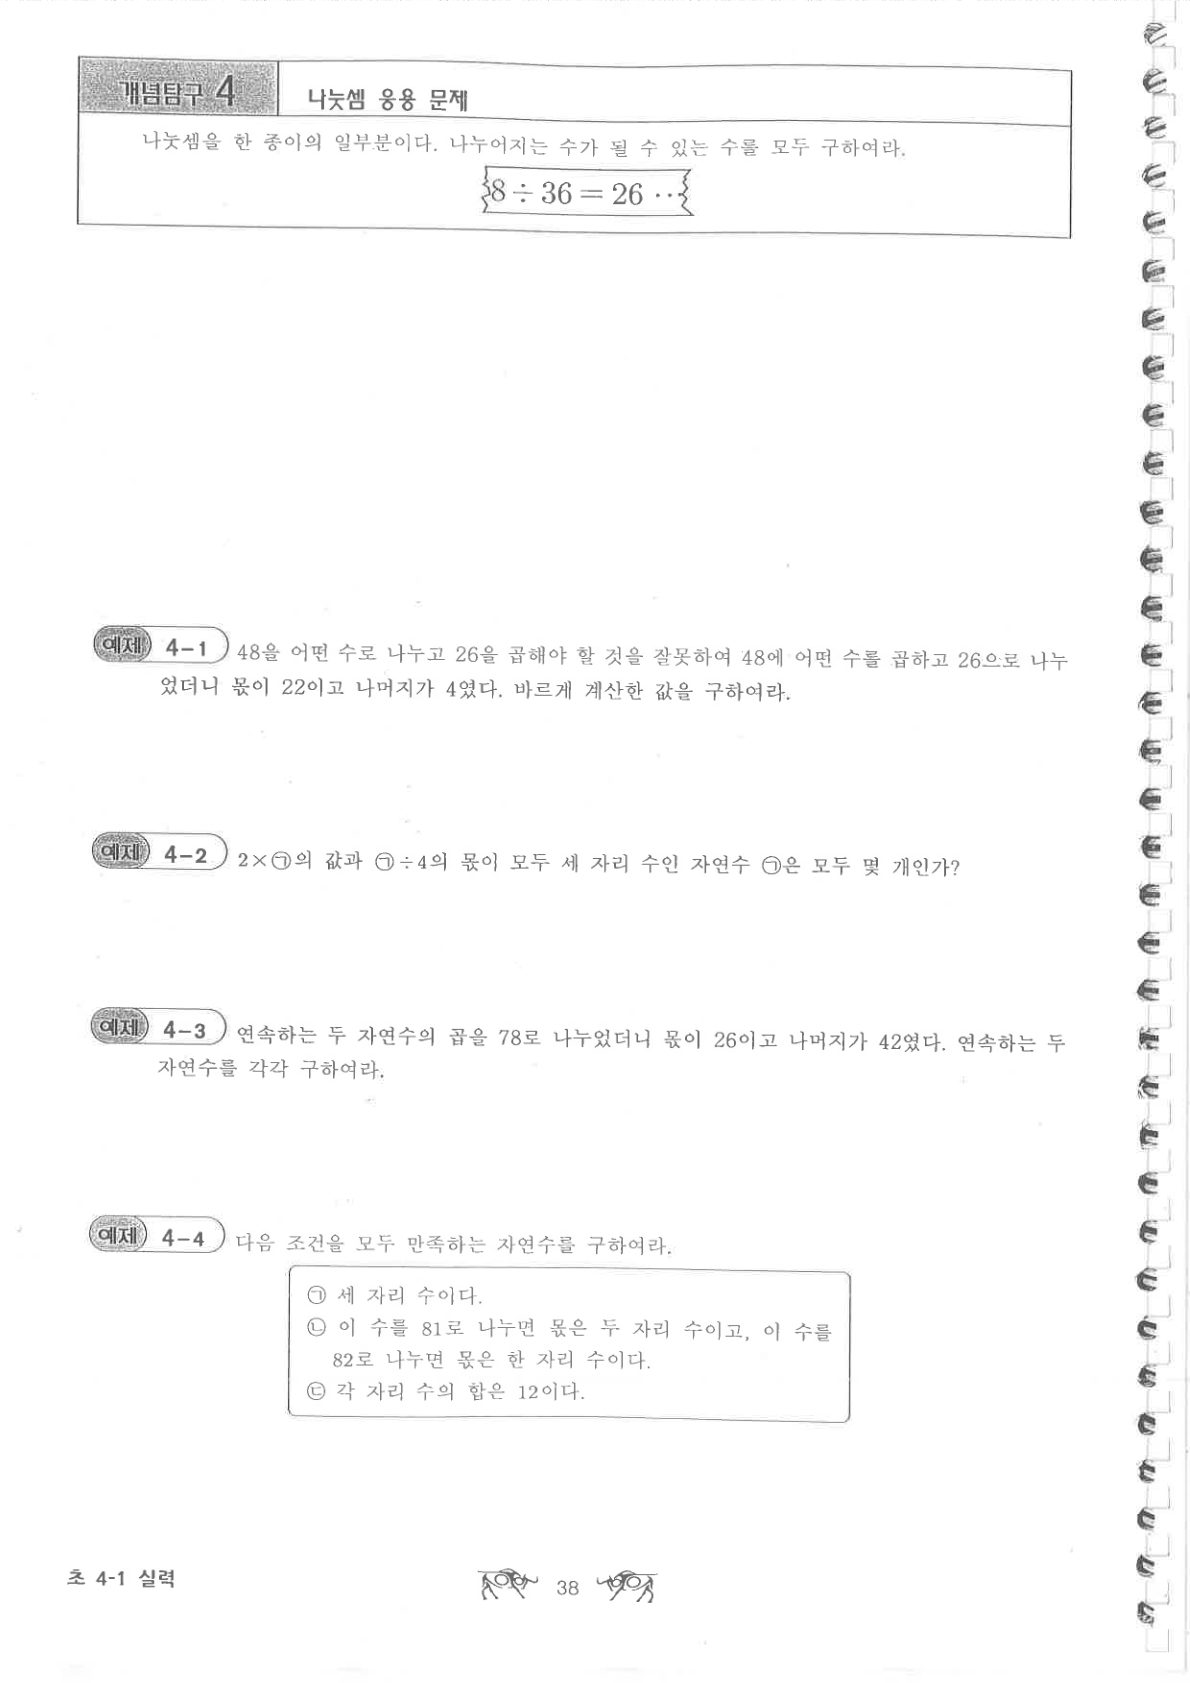 개념탐구 4 나눗셈 응용 문제
나눗셈을 한 종이의 일부분이다. 나누어지는 수가 될 수 있는 수를 모두 구하여라.
8÷36=26 ···
예제 4-1 48을 어떤 수로 나누고 26을 곱해야 할 것을 잘못하여 48에 어떤 수를 곱하고 26으로 나누
었더니 몫이 22이고 나머지가 4였다. 바르게 계산한 값을 구하여라.
예제 4-2 2×㉠의 값과 ㉠÷4의 몫이 모두 세 자리 수인 자연수 ㉠은 모두 몇 개인가?
예제 4-3 연속하는 두 자연수의 곱을 78로 나누었더니 몫이 26이고 나머지가 42였다. 연속하는 두
자연수를 각각 구하여라.
예제 4-4 다음 조건을 모두 만족하는 자연수를 구하여라.
㉠ 세 자리 수이다.
㉡ 이 수를 81로 나누면 몫은 두 자리 수이고, 이 수를
82로 나누면 몫은 한 자리 수이다.
㉢ 각 자리 수의 합은 12이다.
초 4-1 실력
38